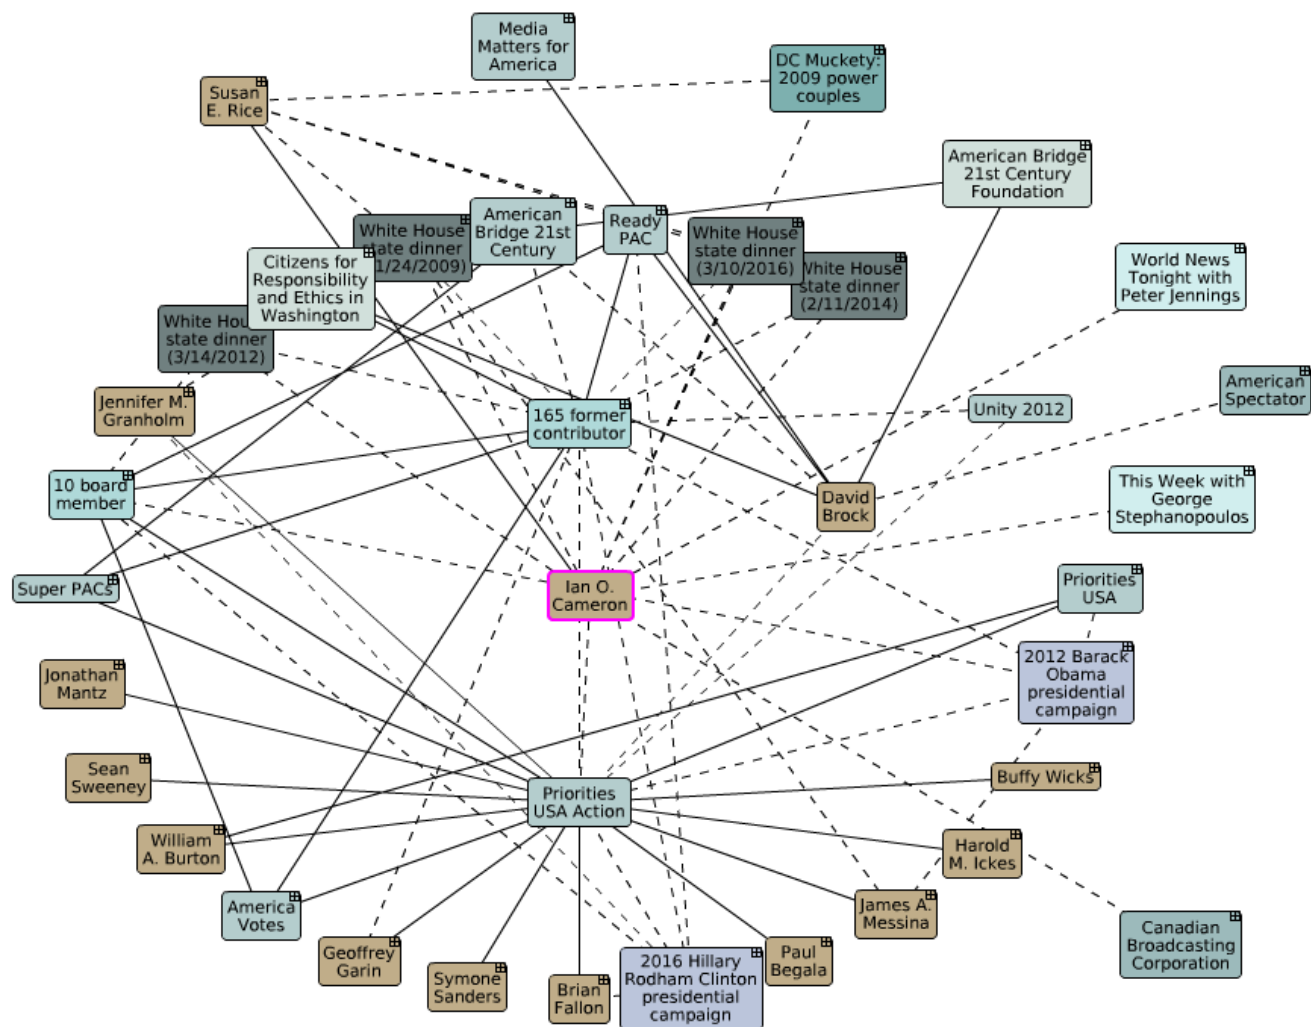 Media
Matters for
America
DC Muckety:
2009 power
couples
Susan
E. Rice
American Bridge
21st Century
Foundation
White House
state dinner
1/24/2009)
American
Bridge 21st
Century
Ready
PAC
White House
state dinner
(3/10/2016)
White House
state dinner
(2/11/2014)
World News
Tonight with
Peter Jennings
Citizens for
Responsibility
and Ethics in
Washington
White House
state dinner
(3/14/2012)
American
Spectator
Jennifer M.
Granholm
165 former
contributor
Unity 2012
10 board
member
David
Brock
This Week with
George
Stephanopoulos
Super PACs
Ian O.
Cameron
Priorities
USA
Jonathan
Mantz
2012 Barack
Obama
presidential
campaign
Sean
Sweeney
Priorities
USA Action
Buffy Wicks
William
A. Burton
Harold
M. Ickes
America
Votes
James A.
Messina
Geoffrey
Garin
Symone
Sanders
Brian
Fallon
2016 Hillary
Rodham Clinton
presidential
campaign
Paul
Begala
Canadian
Broadcasting
Corporation